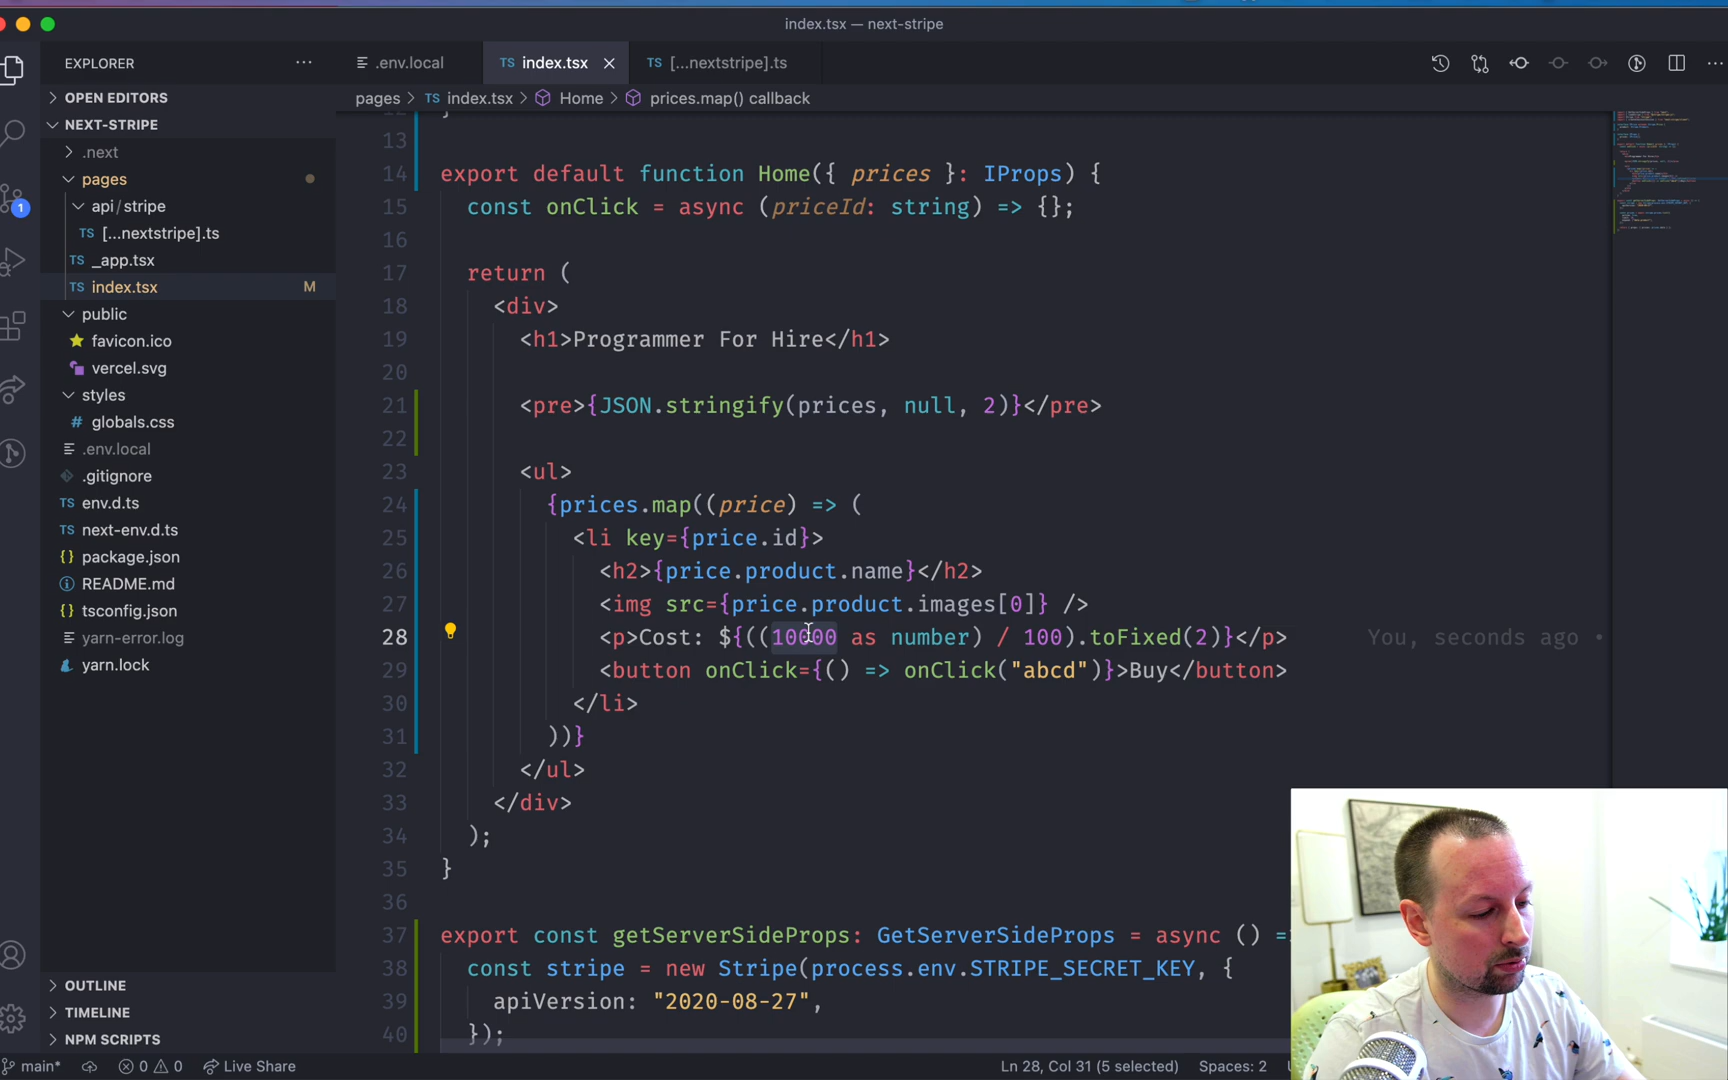 index.tsx — next-stripe
EXPLORER
.env.local
TS index.tsx
TS [...nextstripe].ts
OPEN EDITORS
pages > TS index.tsx > Home > prices.map() callback
NEXT-STRIPE
.next
pages
api/stripe
TS [...nextstripe].ts
TS _app.tsx
TS index.tsx M
public
favicon.ico
vercel.svg
styles
# globals.css
.env.local
.gitignore
TS env.d.ts
TS next-env.d.ts
{} package.json
README.md
{} tsconfig.json
yarn-error.log
yarn.lock
OUTLINE
TIMELINE
NPM SCRIPTS
1
13
14 export default function Home({ prices }: IProps) {
15 const onClick = async (priceId: string) => {};
16
17 return (
18 <div>
19 <h1>Programmer For Hire</h1>
20
21 <pre>{JSON.stringify(prices, null, 2)}</pre>
22
23 <ul>
24 {prices.map((price) => (
25 <li key={price.id}>
26 <h2>{price.product.name}</h2>
27 <img src={price.product.images[0]} />
28 <p>Cost: ${((10000 as number) / 100).toFixed(2)}</p> You, seconds ago •
29 <button onClick={() => onClick("abcd")}>Buy</button>
30 </li>
31 ))}
32 </ul>
33 </div>
34 );
35 }
36
37 export const getServerSideProps: GetServerSideProps = async () =
38 const stripe = new Stripe(process.env.STRIPE_SECRET_KEY, {
39 apiVersion: "2020-08-27",
40 });
main* 0 0 Live Share Ln 28, Col 31 (5 selected) Spaces: 2